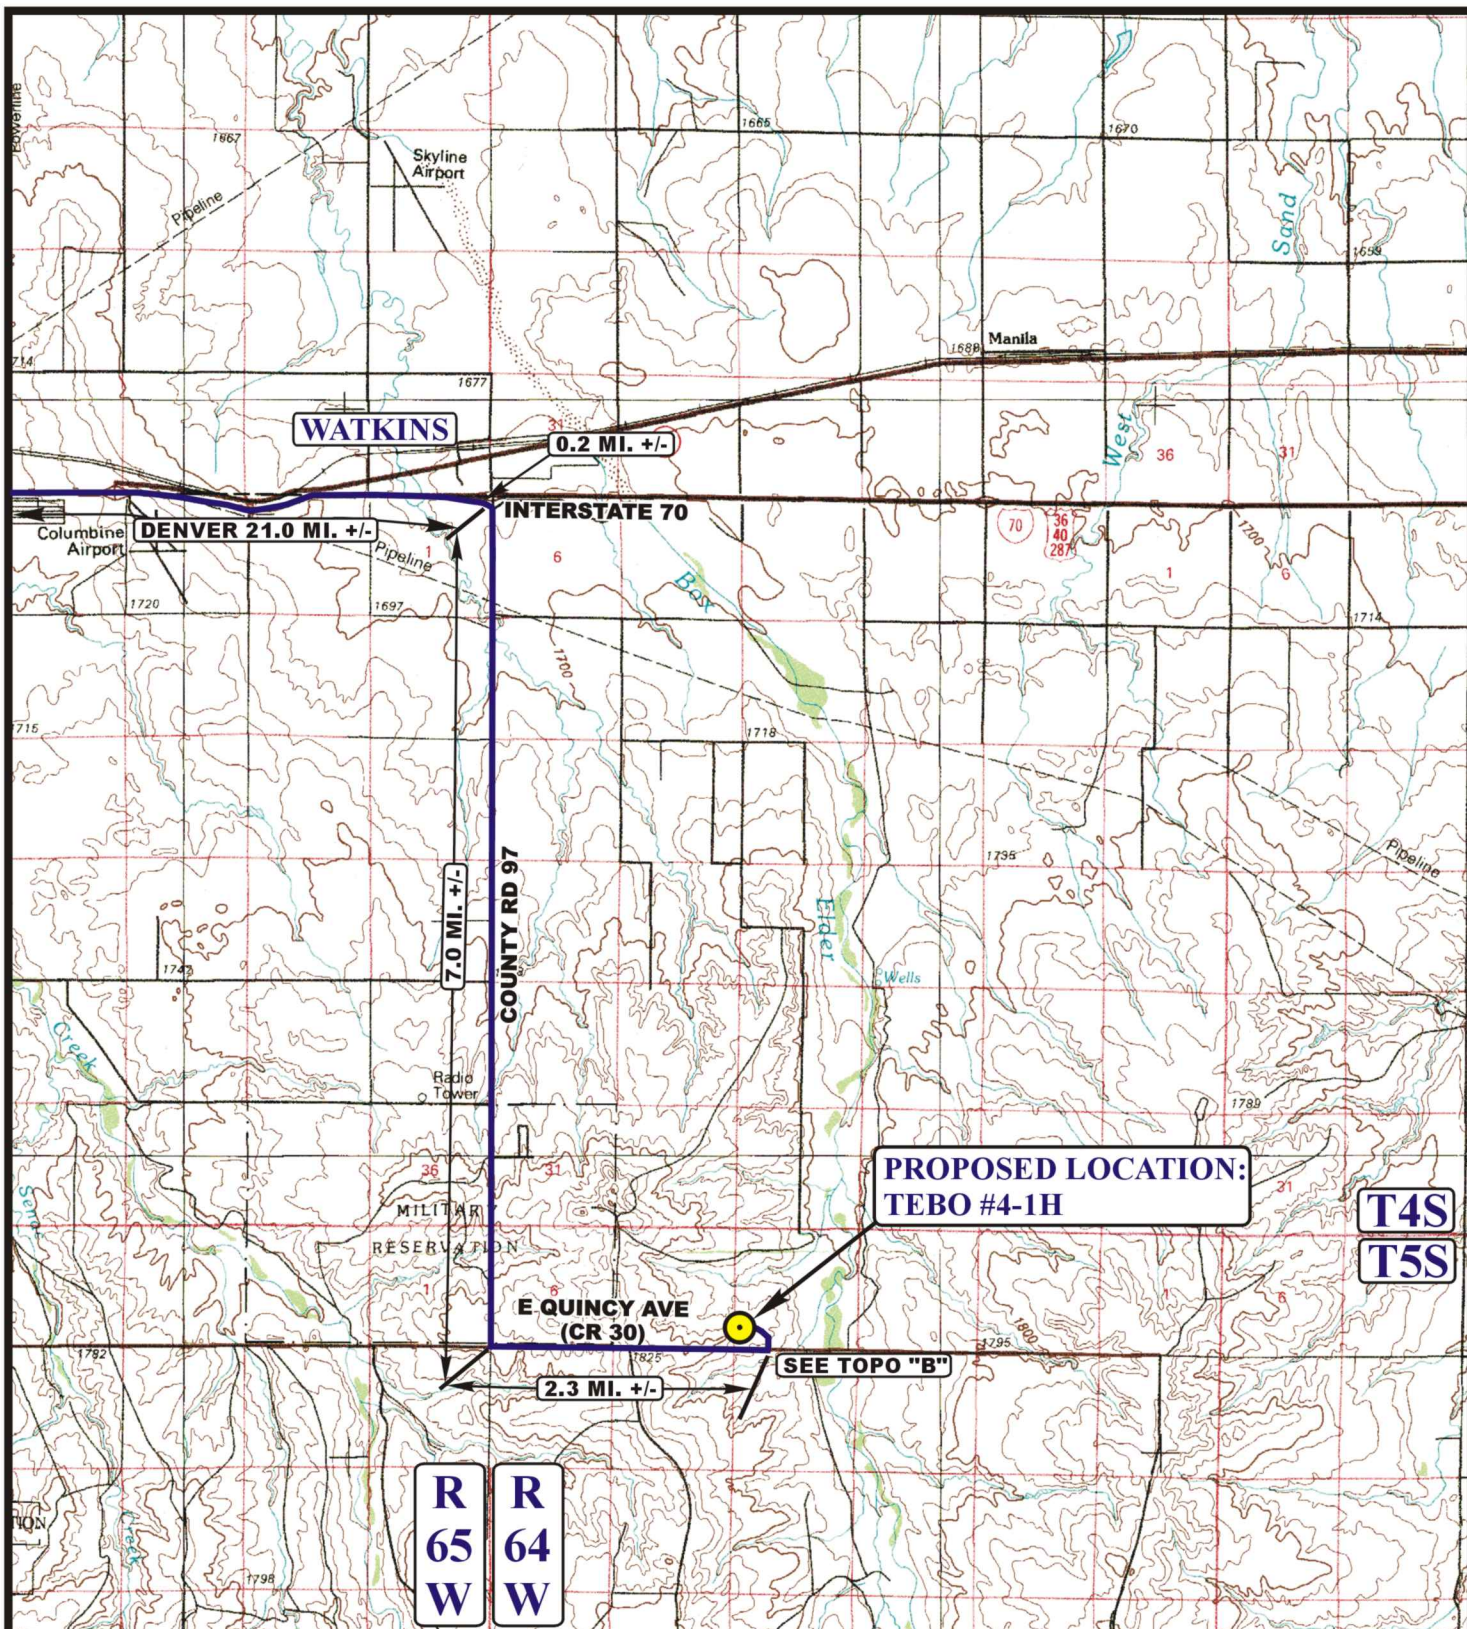 Powerline
1667
Skyline
Airport
1665
1670
Pipeline
Sand
1659
714
1677
1688
Manila
WATKINS
31
0.2 MI. +/-
West
36
31
INTERSTATE 70
DENVER 21.0 MI. +/-
Columbine
Airport
Pipeline
1
6
70
36
40
287
1700
1
6
Box
1720
1697
1714
1700
1715
1718
1735
Pipeline
7.0 MI. +/-
COUNTY RD 97
Elder
Wells
1747
Creek
Radio
Tower
1789
36
31
PROPOSED LOCATION:
TEBO #4-1H
31
MILITARY
RESERVATION
T4S
T5S
1
6
1
6
E QUINCY AVE
(CR 30)
1782
1825
1795
1800
SEE TOPO "B"
2.3 MI. +/-
R
65
W
R
64
W
Creek
1798